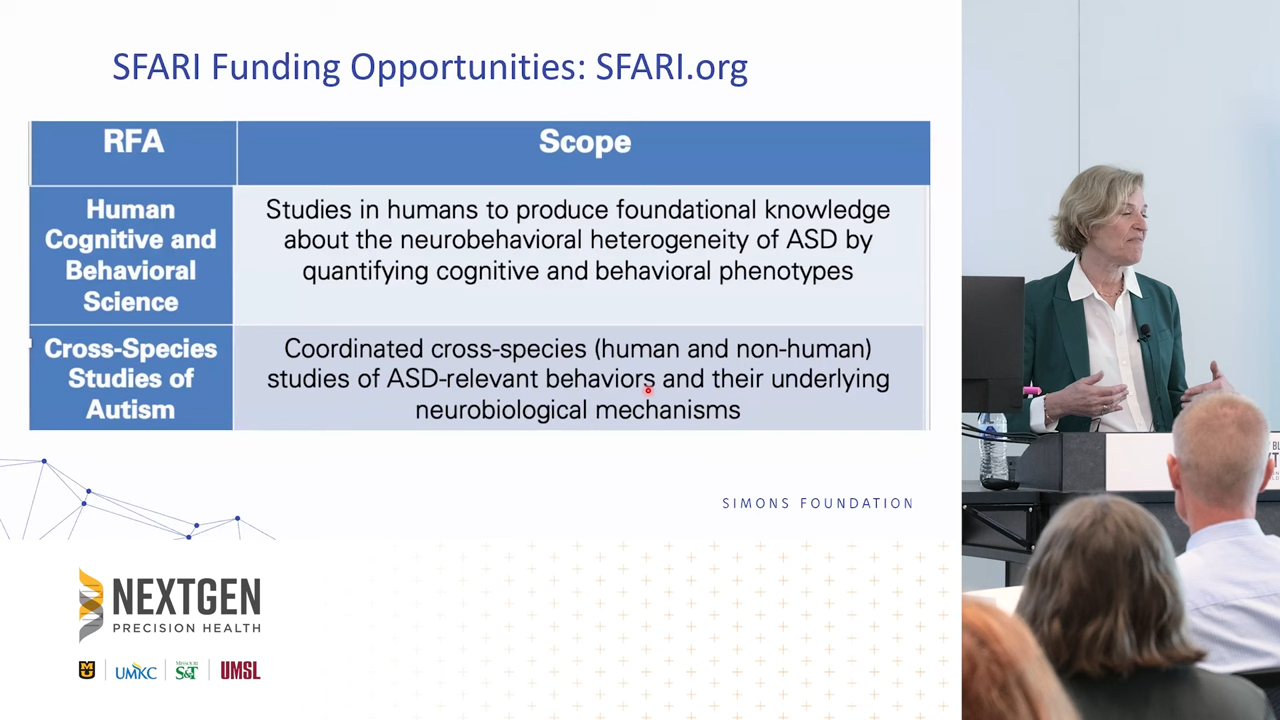 SFARI Funding Opportunities: SFARI.org
RFA
Scope
Human
Cognitive and
Behavioral
Science
Studies in humans to produce foundational knowledge
about the neurobehavioral heterogeneity of ASD by
quantifying cognitive and behavioral phenotypes
Cross-Species
Studies of
Autism
Coordinated cross-species (human and non-human)
studies of ASD-relevant behaviors and their underlying
neurobiological mechanisms
SIMONS FOUNDATION
NEXTGEN
PRECISION HEALTH
MU
UMKC
MISSOURI
S&T
UMSL